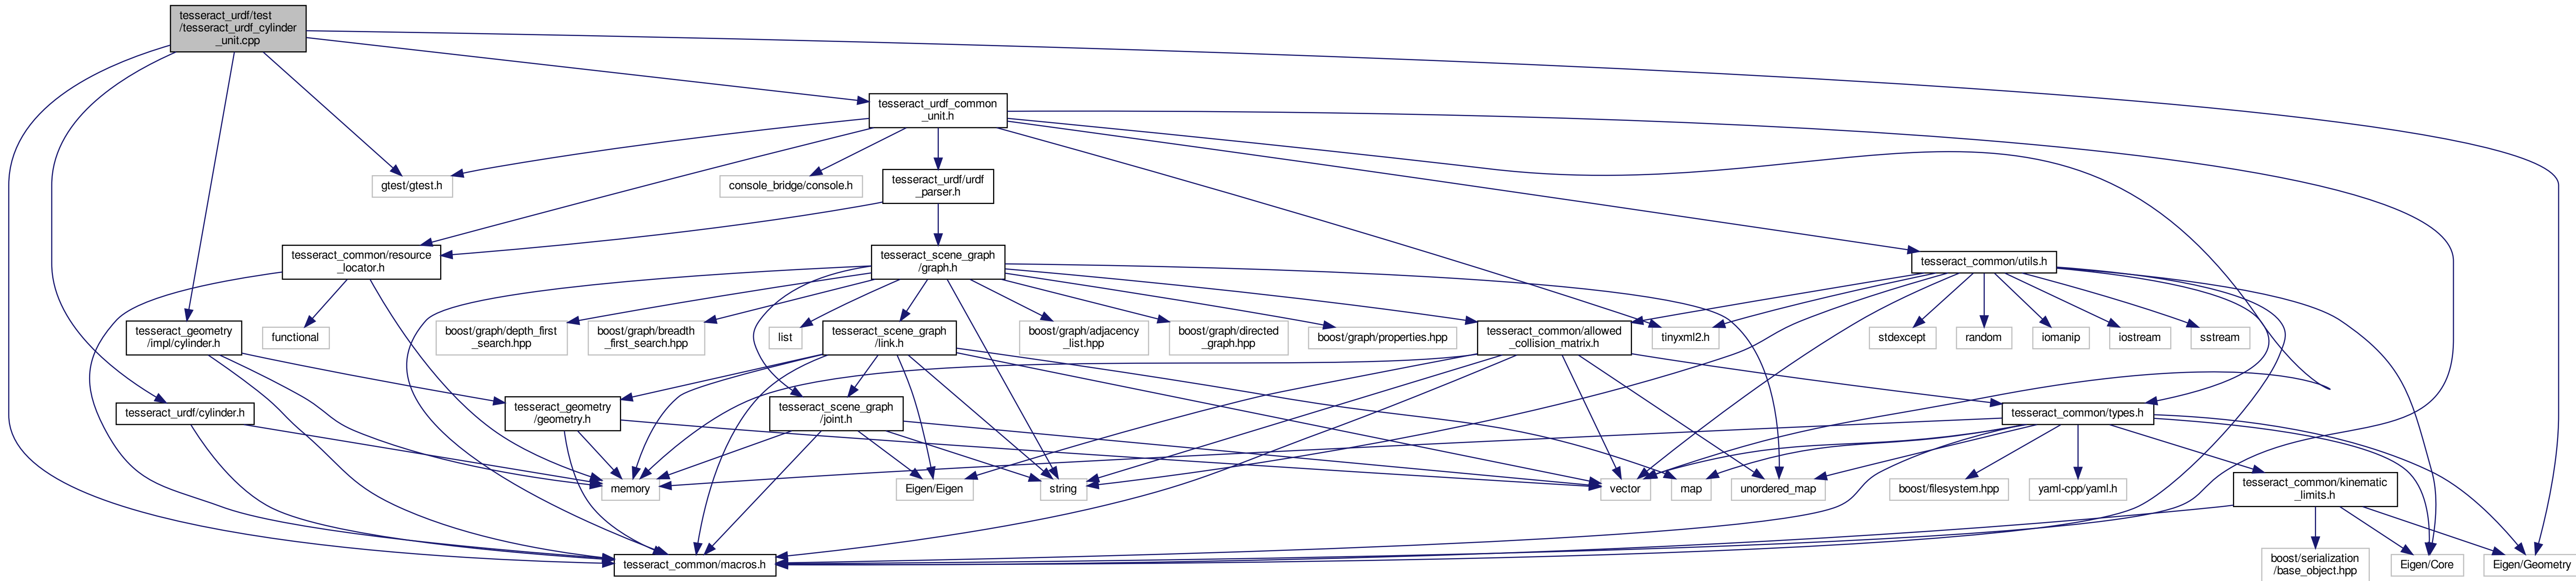 tesseract_urdf/test
/tesseract_urdf_cylinder
_unit.cpp
tesseract_urdf_common
_unit.h
gtest/gtest.h
console_bridge/console.h
tesseract_urdf/urdf
_parser.h
tesseract_common/resource
_locator.h
tesseract_scene_graph
/graph.h
tesseract_common/utils.h
tesseract_geometry
/impl/cylinder.h
functional
boost/graph/depth_first
_search.hpp
boost/graph/breadth
_first_search.hpp
list
tesseract_scene_graph
/link.h
boost/graph/adjacency
_list.hpp
boost/graph/directed
_graph.hpp
boost/graph/properties.hpp
tesseract_common/allowed
_collision_matrix.h
tinyxml2.h
stdexcept
random
iomanip
iostream
sstream
tesseract_urdf/cylinder.h
tesseract_geometry
/geometry.h
tesseract_scene_graph
/joint.h
tesseract_common/types.h
memory
Eigen/Eigen
string
vector
map
unordered_map
boost/filesystem.hpp
yaml-cpp/yaml.h
tesseract_common/kinematic
_limits.h
tesseract_common/macros.h
boost/serialization
/base_object.hpp
Eigen/Core
Eigen/Geometry